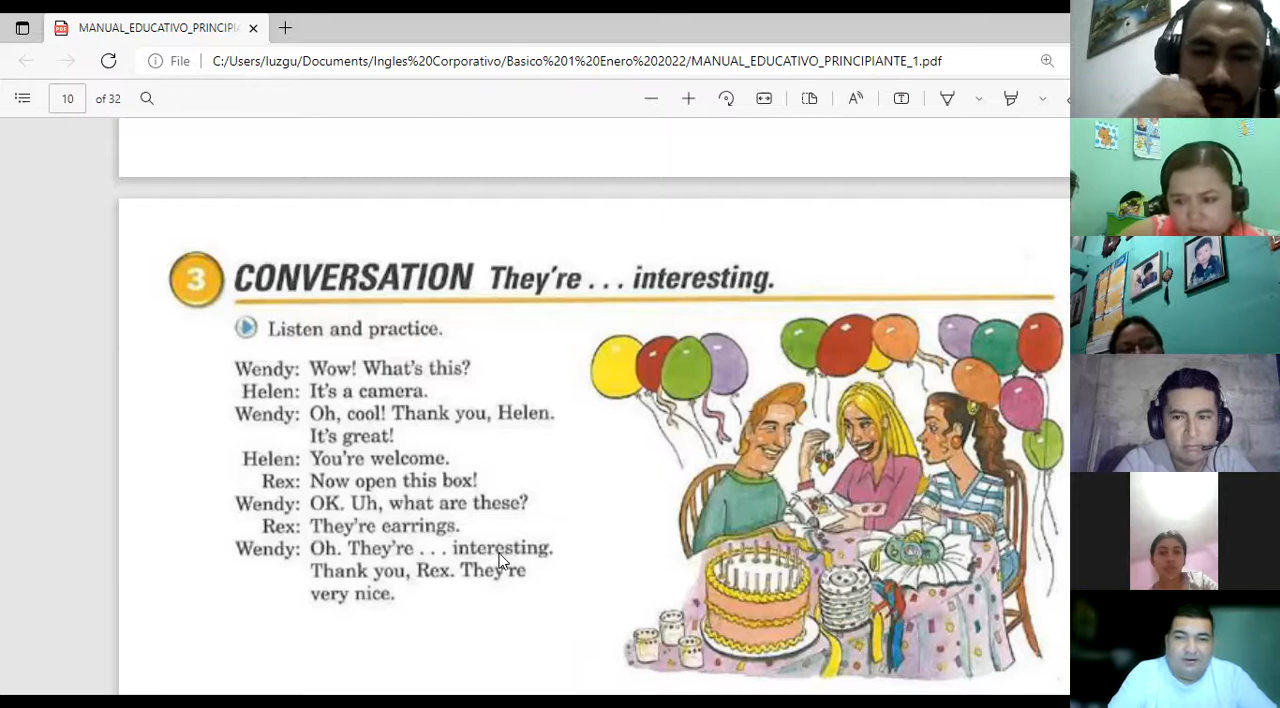 MANUAL_EDUCATIVO_PRINCIPI
File C:/Users/luzgu/Documents/Ingles%20Corporativo/Basico%201%20Enero%202022/MANUAL_EDUCATIVO_PRINCIPIANTE_1.pdf
10 of 32
3 CONVERSATION They're . . . interesting.
Listen and practice.
Wendy: Wow! What's this?
Helen: It's a camera.
Wendy: Oh, cool! Thank you, Helen.
It's great!
Helen: You're welcome.
Rex: Now open this box!
Wendy: OK. Uh, what are these?
Rex: They're earrings.
Wendy: Oh. They're . . . interesting.
Thank you, Rex. They're
very nice.